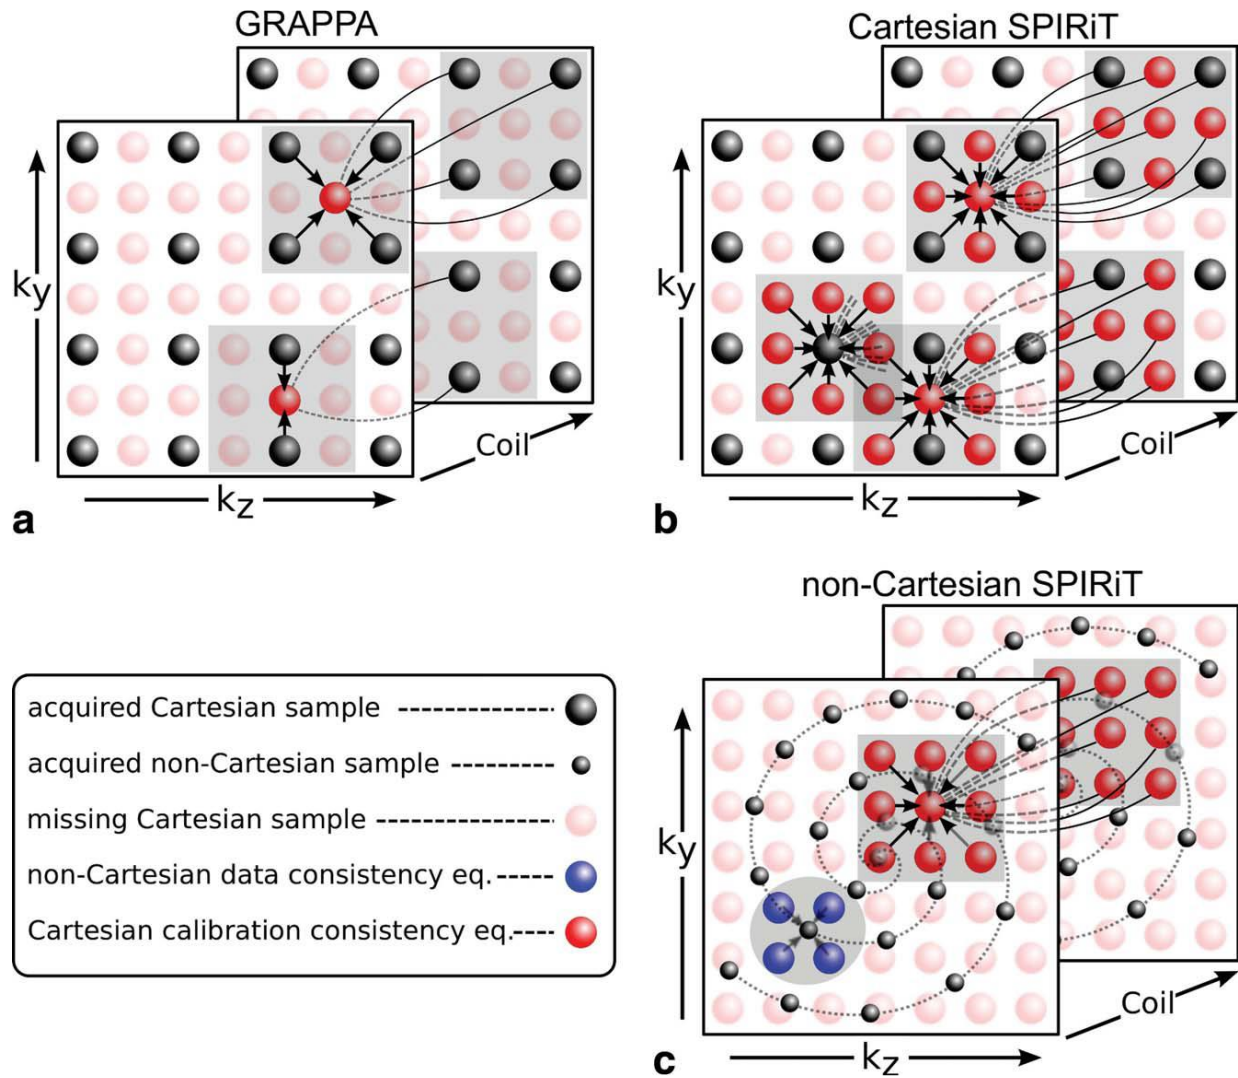 GRAPPA
Cartesian SPIRiT
ky
kz
Coil
a
ky
kz
Coil
b
non-Cartesian SPIRiT
acquired Cartesian sample
acquired non-Cartesian sample
missing Cartesian sample
non-Cartesian data consistency eq.
Cartesian calibration consistency eq.
ky
kz
Coil
c